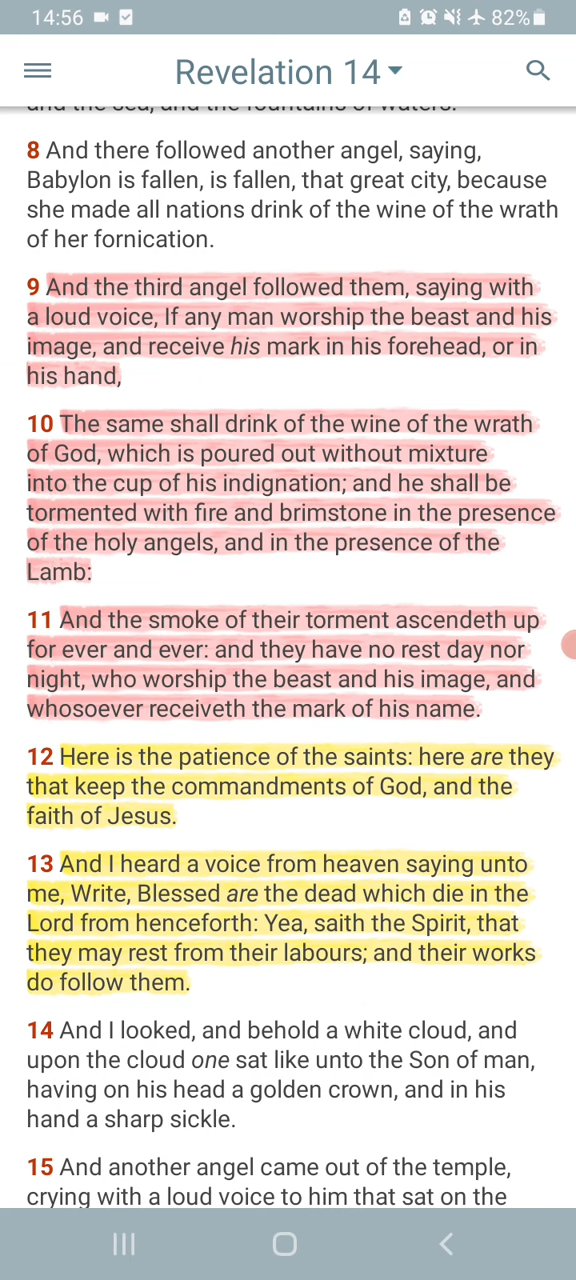 14:56 82%
Revelation 14
and the sea, and the fountains of waters.
8 And there followed another angel, saying,
Babylon is fallen, is fallen, that great city, because
she made all nations drink of the wine of the wrath
of her fornication.
9 And the third angel followed them, saying with
a loud voice, If any man worship the beast and his
image, and receive his mark in his forehead, or in
his hand,
10 The same shall drink of the wine of the wrath
of God, which is poured out without mixture
into the cup of his indignation; and he shall be
tormented with fire and brimstone in the presence
of the holy angels, and in the presence of the
Lamb:
11 And the smoke of their torment ascendeth up
for ever and ever: and they have no rest day nor
night, who worship the beast and his image, and
whosoever receiveth the mark of his name.
12 Here is the patience of the saints: here are they
that keep the commandments of God, and the
faith of Jesus.
13 And I heard a voice from heaven saying unto
me, Write, Blessed are the dead which die in the
Lord from henceforth: Yea, saith the Spirit, that
they may rest from their labours; and their works
do follow them.
14 And I looked, and behold a white cloud, and
upon the cloud one sat like unto the Son of man,
having on his head a golden crown, and in his
hand a sharp sickle.
15 And another angel came out of the temple,
crying with a loud voice to him that sat on the